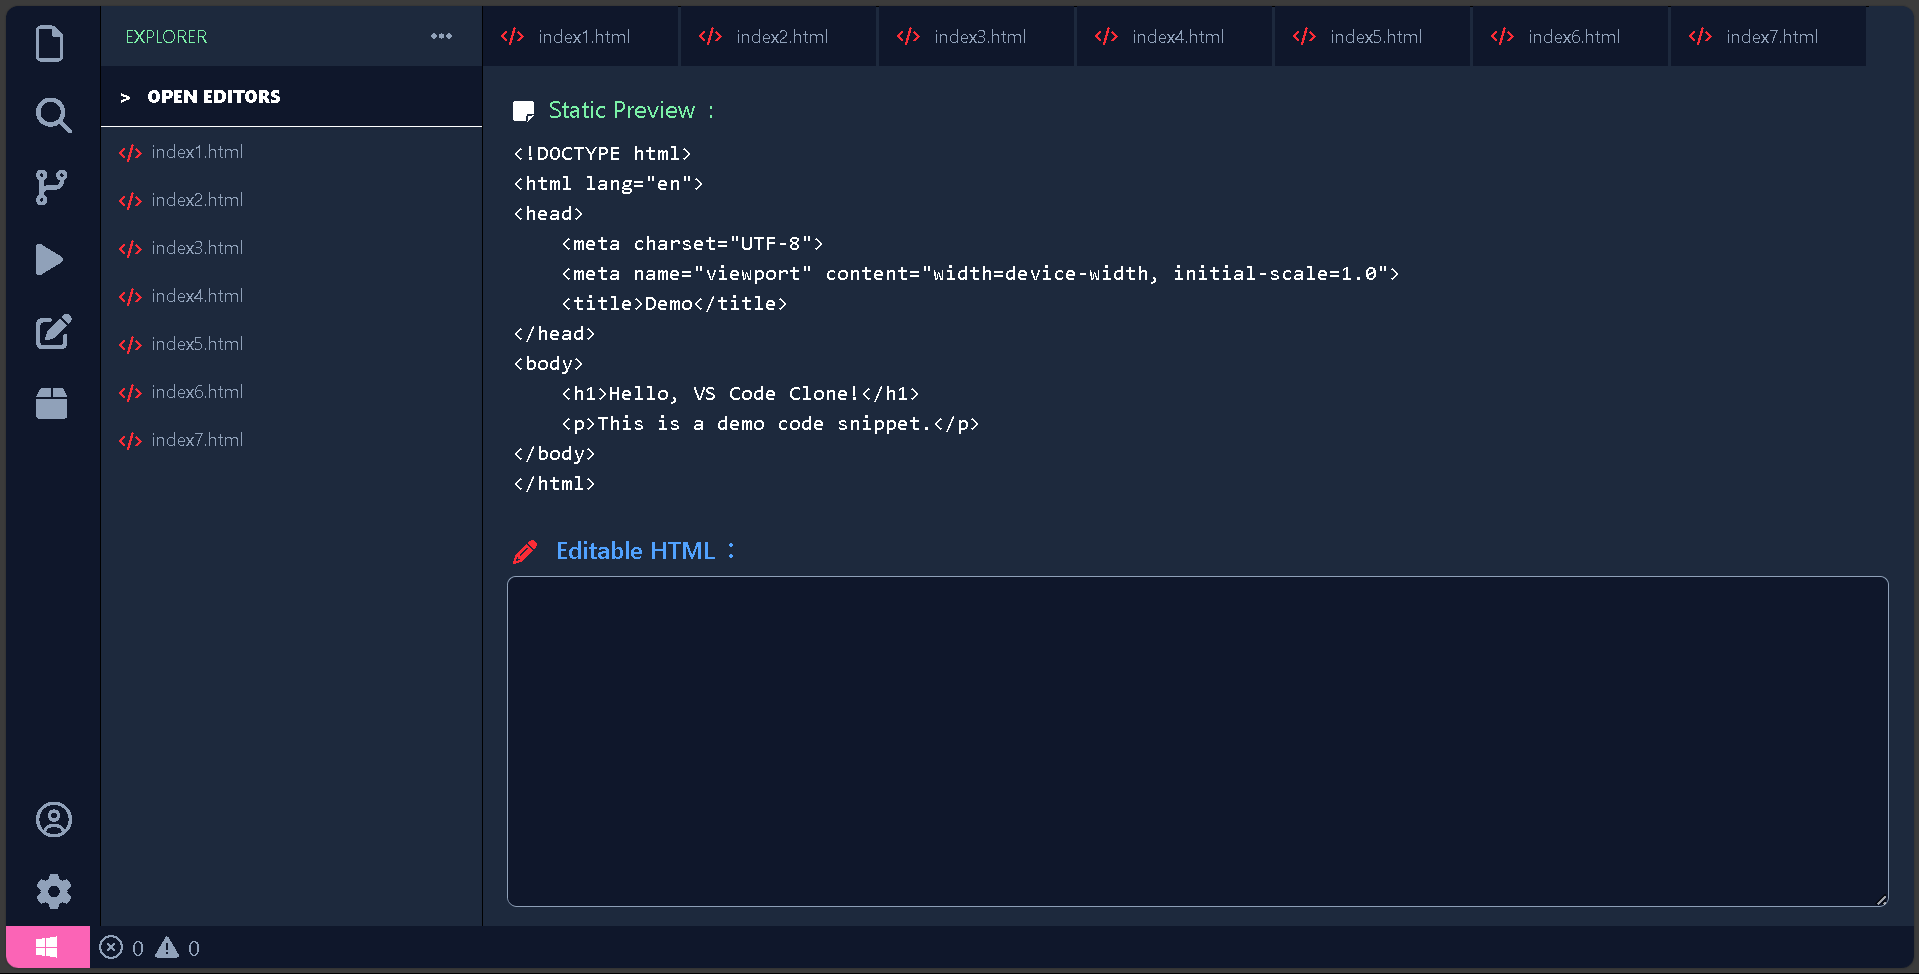 EXPLORER
> OPEN EDITORS
index1.html
index2.html
index3.html
index4.html
index5.html
index6.html
index7.html
index1.html index2.html index3.html index4.html index5.html index6.html index7.html
Static Preview :
<!DOCTYPE html>
<html lang="en">
<head>
    <meta charset="UTF-8">
    <meta name="viewport" content="width=device-width, initial-scale=1.0">
    <title>Demo</title>
</head>
<body>
    <h1>Hello, VS Code Clone!</h1>
    <p>This is a demo code snippet.</p>
</body>
</html>
Editable HTML :
0 0